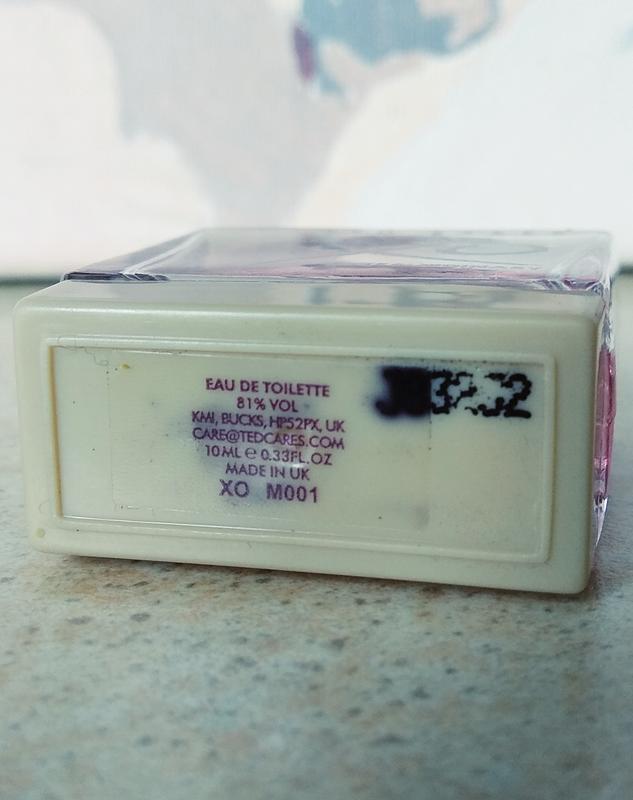 EAU DE TOILETTE
81% VOL
KMI, BUCKS, HP52PX, UK
CARE@TEDCARES.COM
10ML ℮ 0.33FL.OZ
MADE IN UK
XO M001